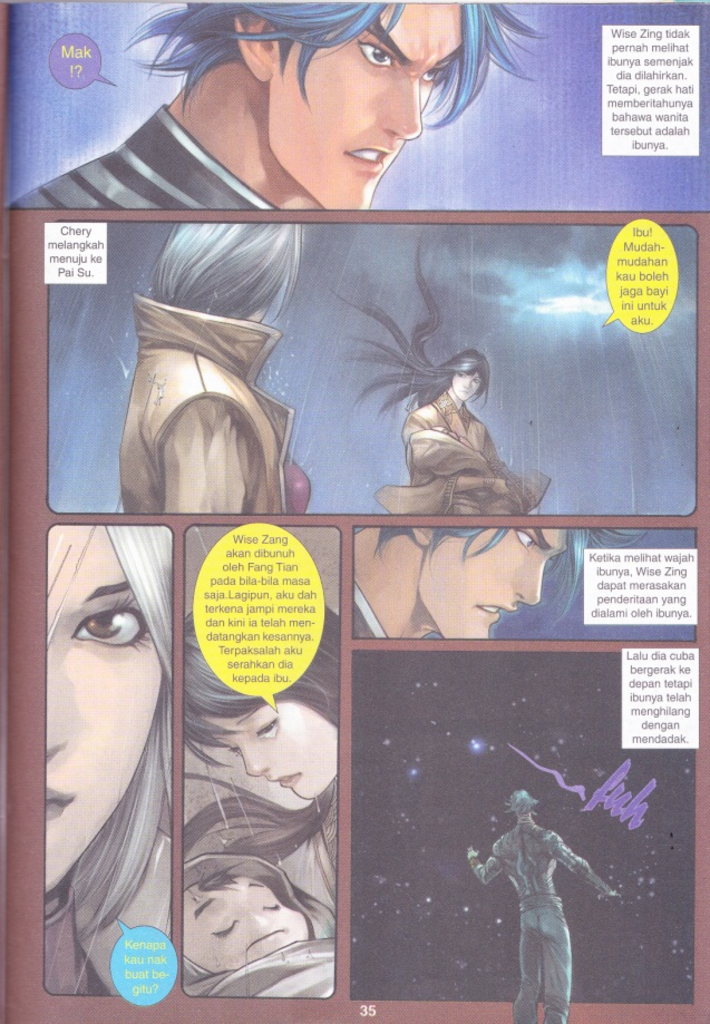 Mak
!?
Wise Zing tidak
pernah melihat
ibunya semenjak
dia dilahirkan.
Tetapi, gerak hati
memberitahunya
bahawa wanita
tersebut adalah
ibunya.
Chery
melangkah
menuju ke
Pai Su.
Ibu!
Mudah-
mudahan
kau boleh
jaga bayi
ini untuk
aku.
Kenapa
kau nak
buat be-
gitu?
Wise Zang
akan dibunuh
oleh Fang Tian
pada bila-bila masa
saja.Lagipun, aku dah
terkena jampi mereka
dan kini ia telah men-
datangkan kesannya.
Terpaksalah aku
serahkan dia
kepada ibu.
Ketika melihat wajah
ibunya, Wise Zing
dapat merasakan
penderitaan yang
dialami oleh ibunya.
Lalu dia cuba
bergerak ke
depan tetapi
ibunya telah
menghilang
dengan
mendadak.
35